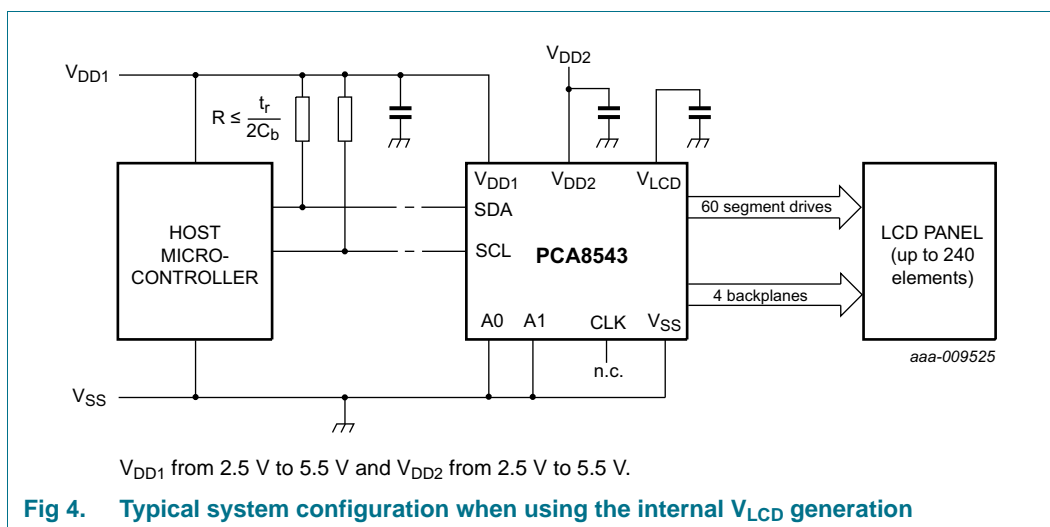 VDD2
VDD1
R ≤ tr
2Cb
VDD1 VDD2 VLCD
SDA
SCL
HOST
MICRO-
CONTROLLER
PCA8543
60 segment drives
4 backplanes
LCD PANEL
(up to 240
elements)
A0 A1 CLK VSS
n.c.
aaa-009525
VSS
VDD1 from 2.5 V to 5.5 V and VDD2 from 2.5 V to 5.5 V.
Fig 4. Typical system configuration when using the internal VLCD generation